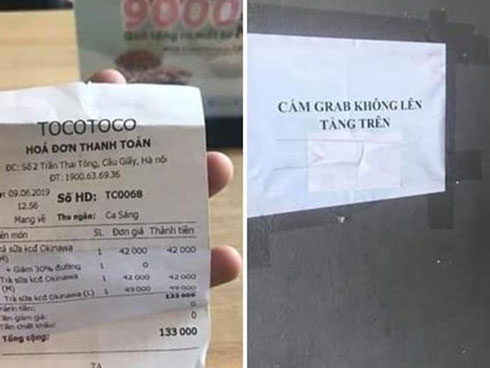 9000
TOCOTOCO
HOÁ ĐƠN THANH TOÁN
ĐC: Số 2 Trần Thái Tông, Cầu Giấy, Hà nội
ĐT: 1900.63.69.36
09.06.2019 Số HD: TC006B
12.56
Mang về Thu ngân: Ca Sáng
ên món SL Đơn giá Thành tiền
rà sữa kcđ Okinawa 1 42 000 42 000
M)
+ Giảm 30% đường 1 0
Trà sữa kcđ Okinawa 1 42 000 42 000
(M)
Trà sữa kcđ Okinawa (L) 1 49 000 49 000
hành tiền: 133 000
ền giảm giá: 0
Tiền chiết khấu: 0
Tổng cộng: 133 000
CẤM GRAB KHÔNG LÊN
TẦNG TRÊN